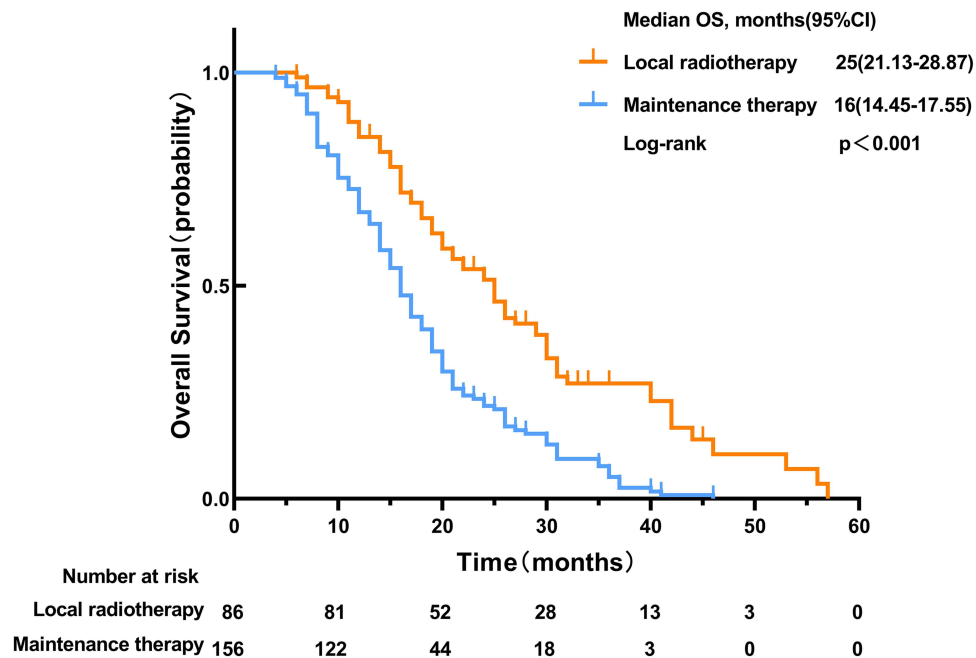 Median OS, months(95%CI)
Local radiotherapy 25(21.13-28.87)
Maintenance therapy 16(14.45-17.55)
Log-rank p<0.001
Overall Survival(probability)
1.0
0.5
0.0
0 10 20 30 40 50 60
Time(months)
Number at risk
Local radiotherapy 86 81 52 28 13 3 0
Maintenance therapy 156 122 44 18 3 0 0